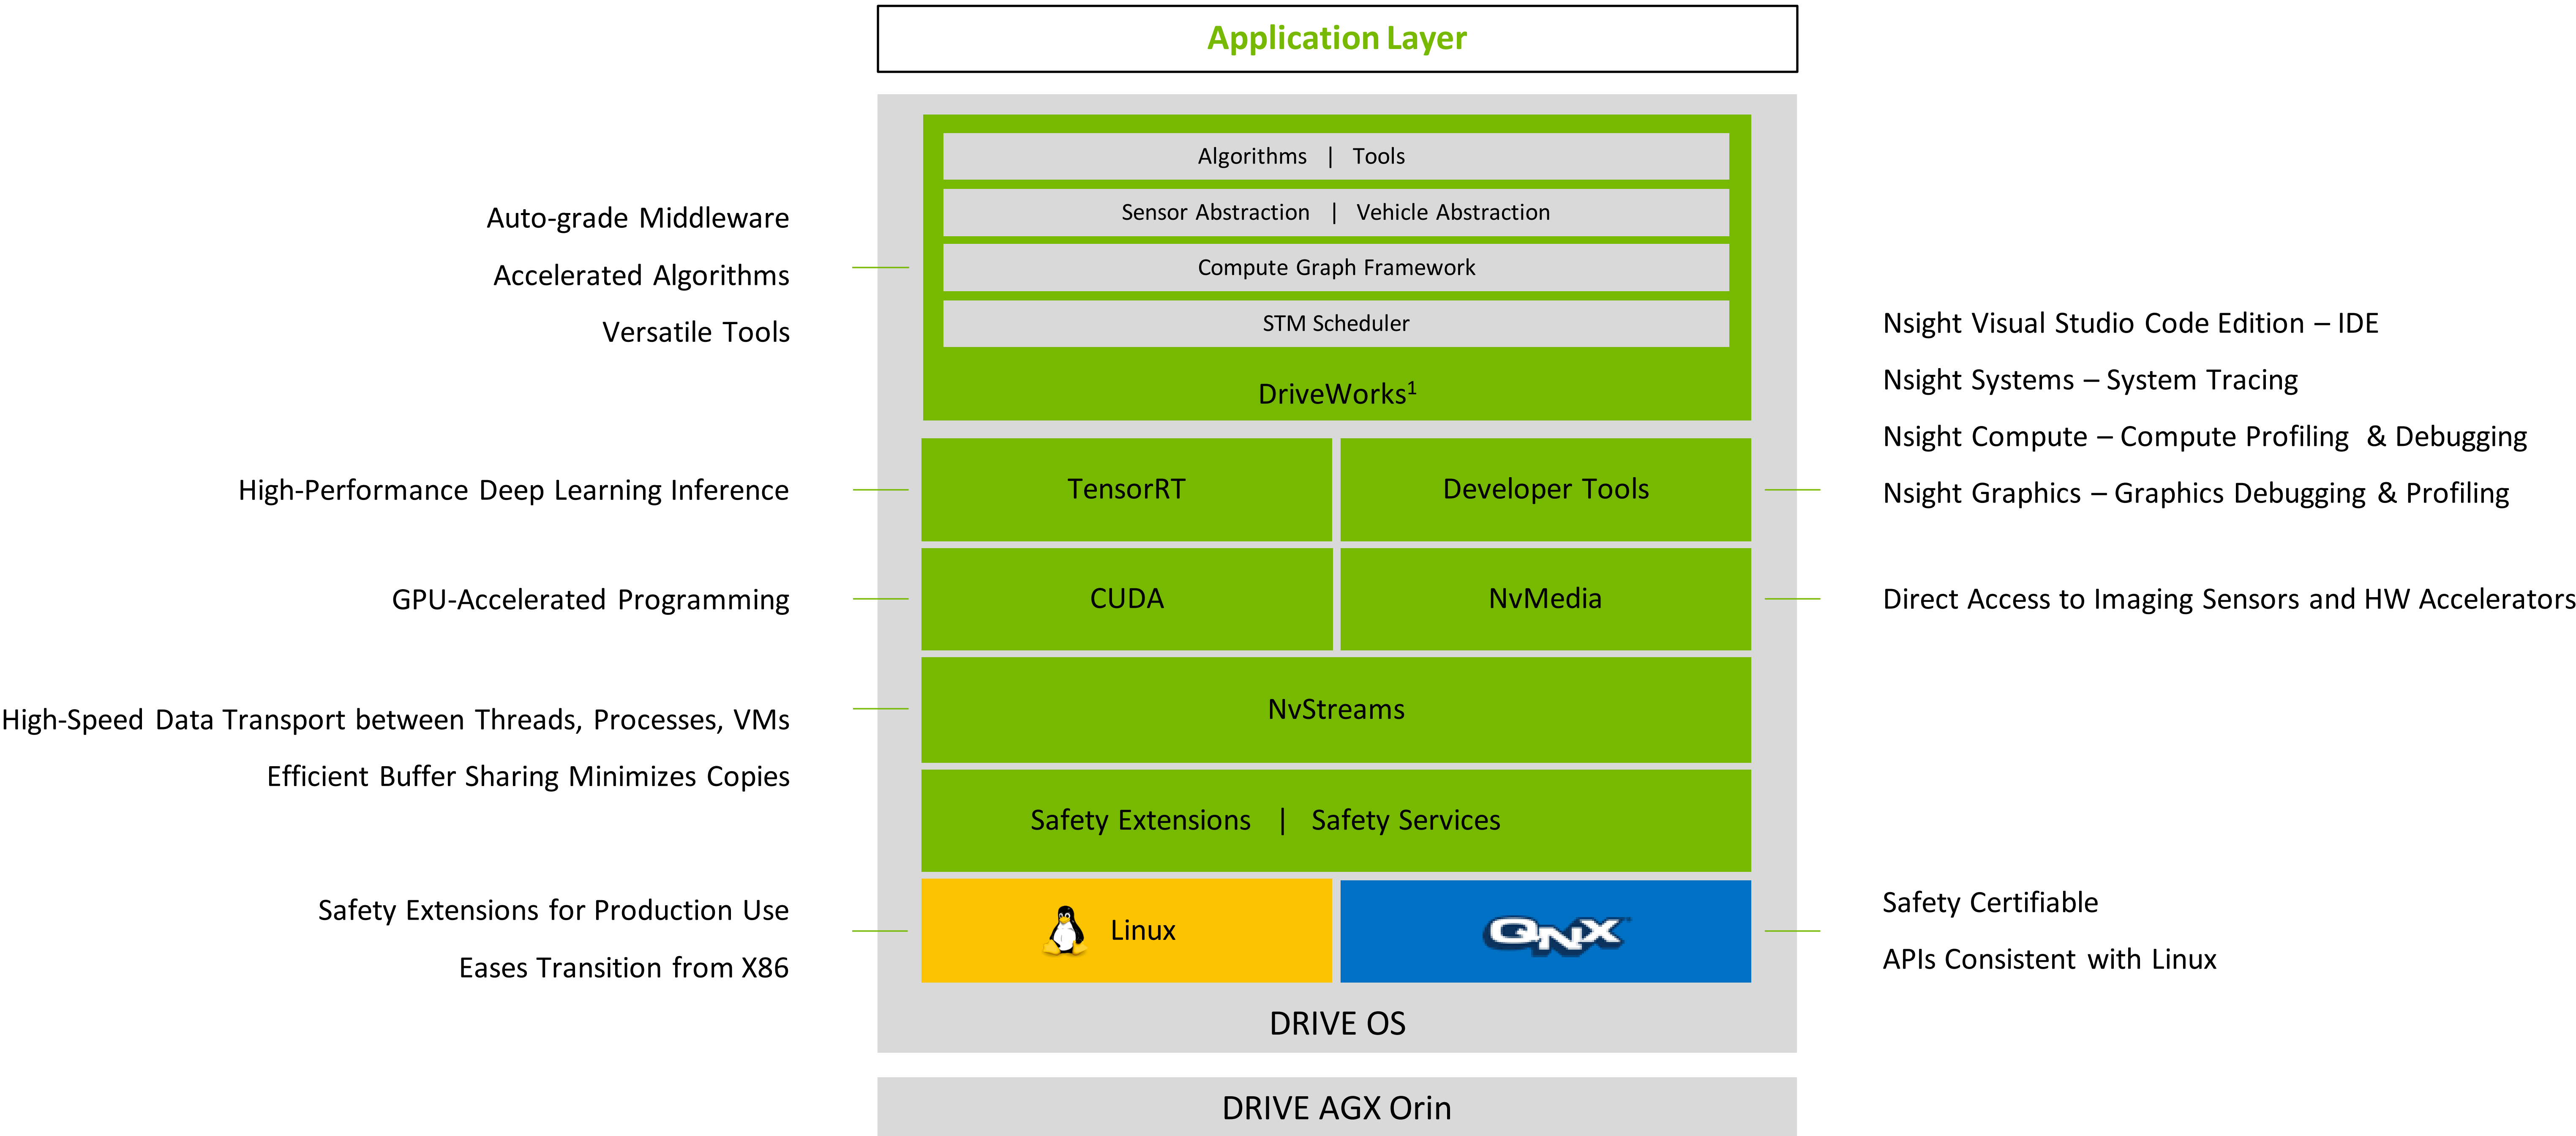 Application Layer
Algorithms | Tools
Sensor Abstraction | Vehicle Abstraction
Compute Graph Framework
STM Scheduler
DriveWorks¹
Auto-grade Middleware
Accelerated Algorithms
Versatile Tools
TensorRT
High-Performance Deep Learning Inference
Developer Tools
Nsight Visual Studio Code Edition – IDE
Nsight Systems – System Tracing
Nsight Compute – Compute Profiling & Debugging
Nsight Graphics – Graphics Debugging & Profiling
CUDA
GPU-Accelerated Programming
NvMedia
Direct Access to Imaging Sensors and HW Accelerators
NvStreams
High-Speed Data Transport between Threads, Processes, VMs
Efficient Buffer Sharing Minimizes Copies
Safety Extensions | Safety Services
Linux
Safety Extensions for Production Use
Eases Transition from X86
QNX
Safety Certifiable
APIs Consistent with Linux
DRIVE OS
DRIVE AGX Orin